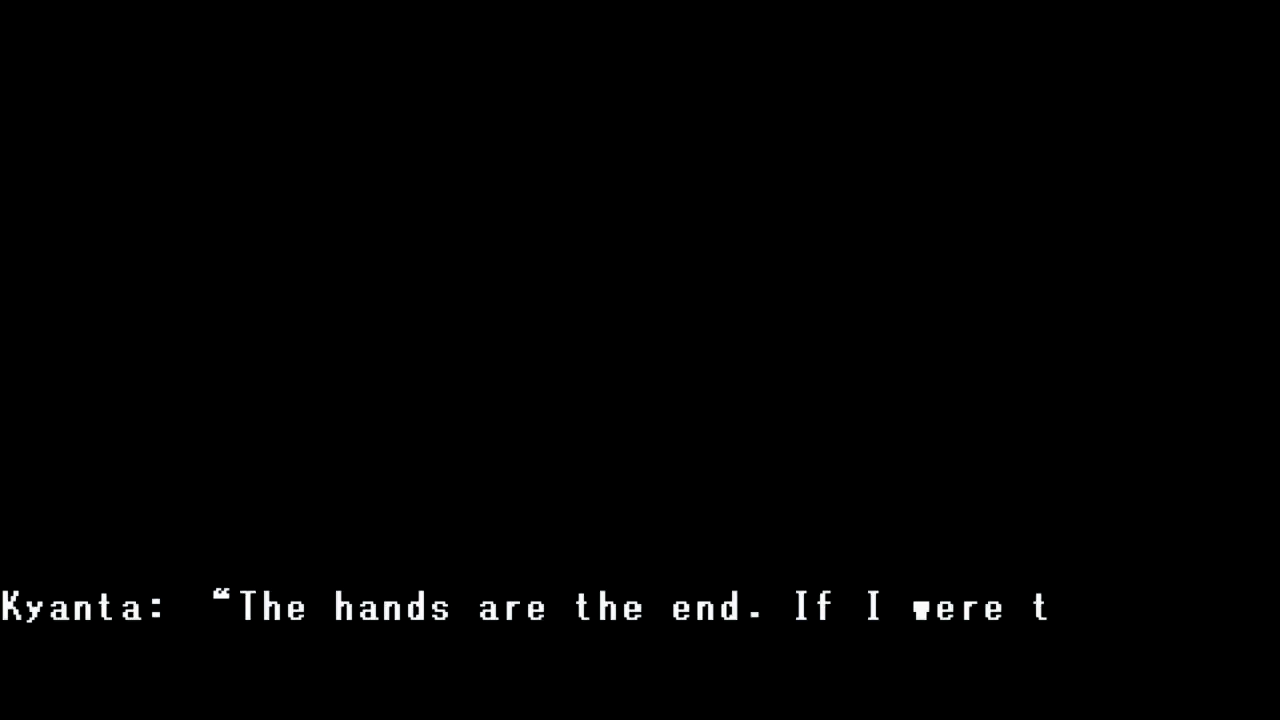 Kyanta: “The hands are the end. If I were t